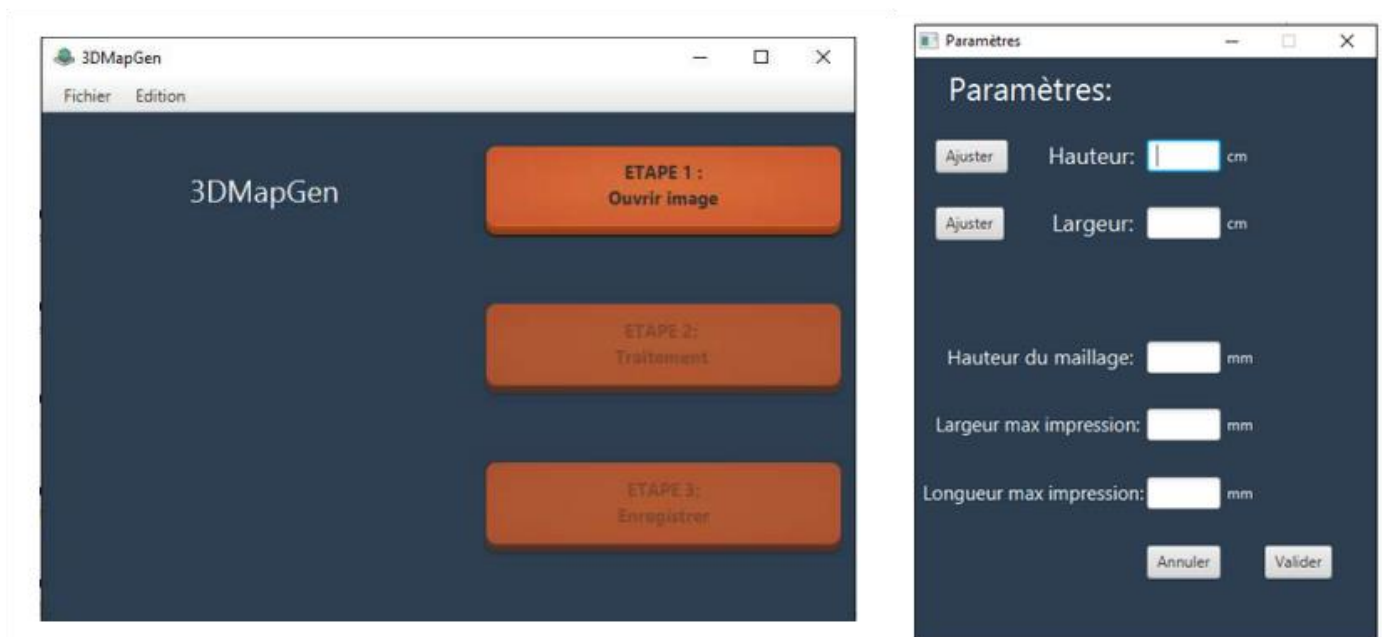 3DMapGen
Fichier Edition
3DMapGen
ETAPE 1 :
Ouvrir image
ETAPE 2:
Traitement
ETAPE 3:
Enregistrer
Paramètres
Paramètres:
Ajuster Hauteur: cm
Ajuster Largeur: cm
Hauteur du maillage: mm
Largeur max impression: mm
Longueur max impression: mm
Annuler Valider